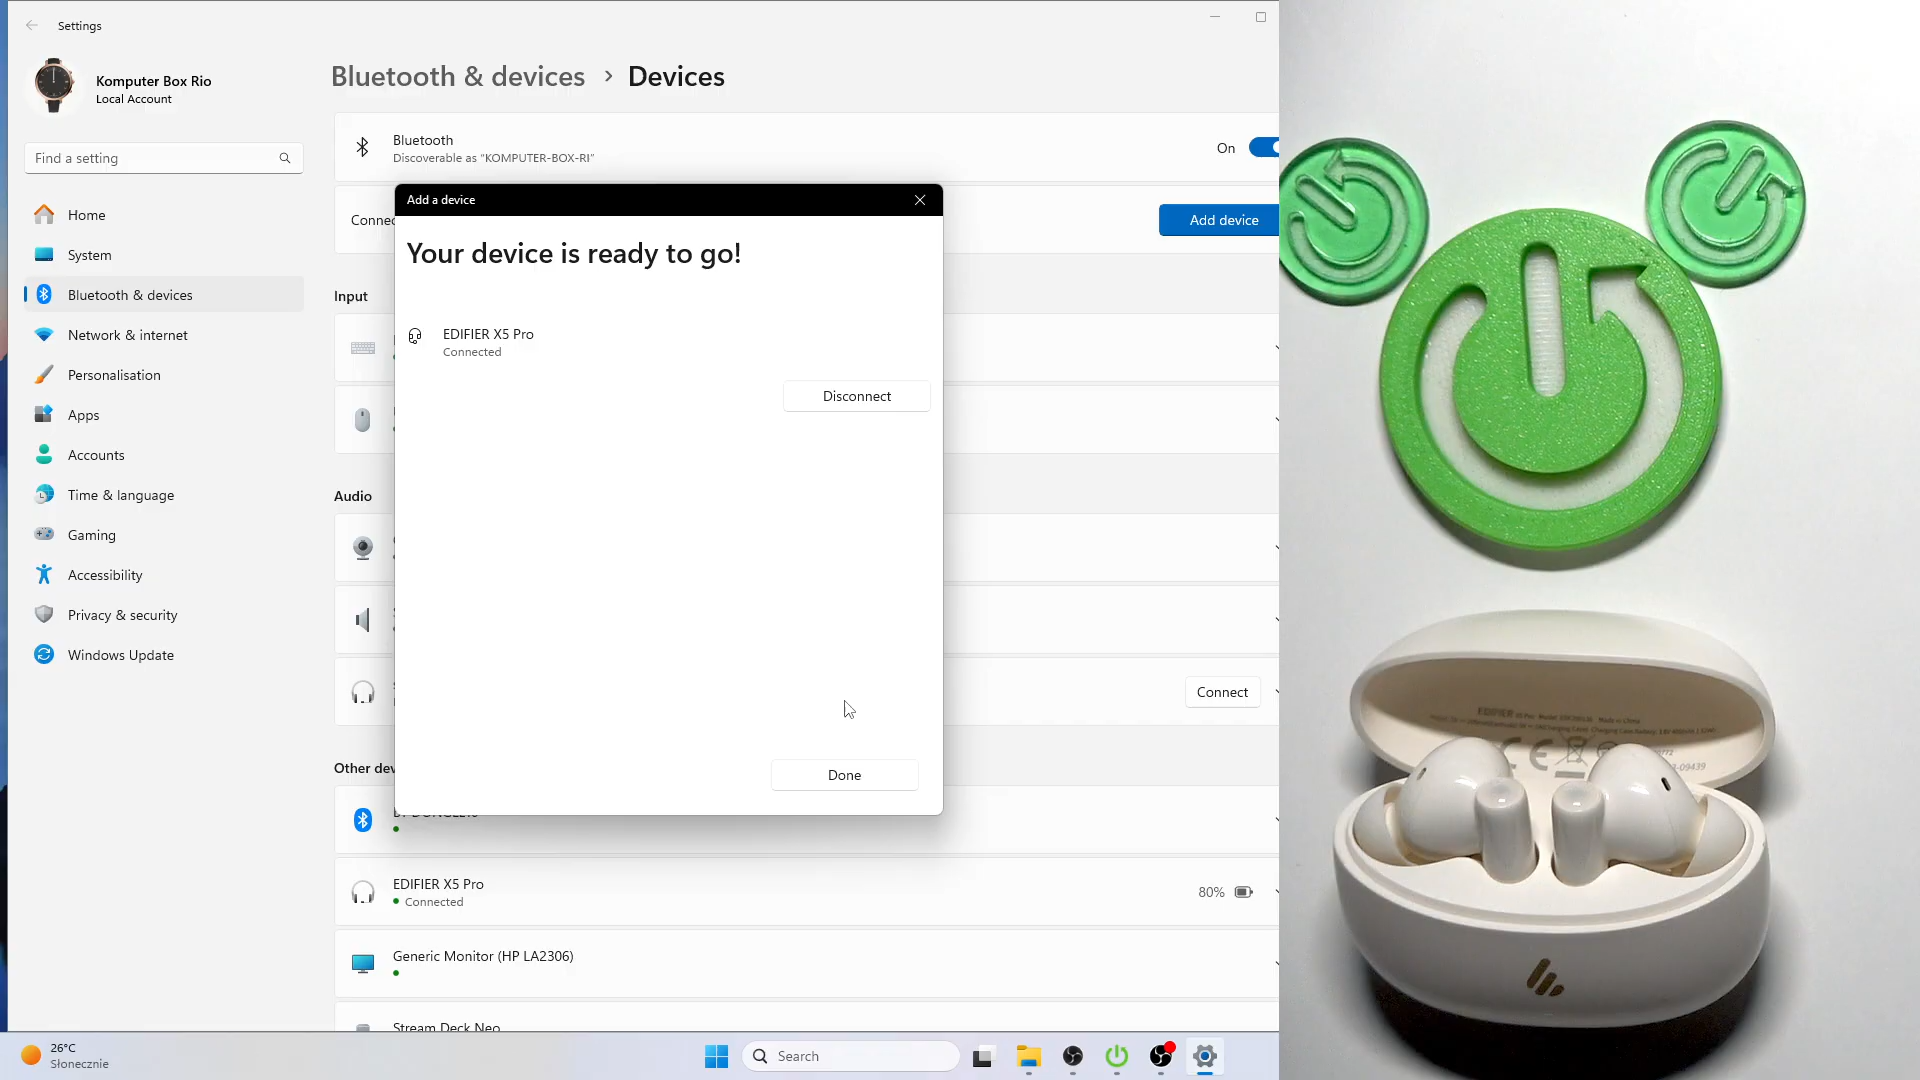 Settings
Komputer Box Rio
Local Account
Find a setting
Home
System
Bluetooth & devices
Network & internet
Personalisation
Apps
Accounts
Time & language
Gaming
Accessibility
Privacy & security
Windows Update
Bluetooth & devices › Devices
Bluetooth
Discoverable as “KOMPUTER-BOX-RI”
On
Add device
Input
Audio
Connect
Add a device
Your device is ready to go!
EDIFIER X5 Pro
Connected
Disconnect
Done
EDIFIER X5 Pro
Connected
80%
Generic Monitor (HP LA2306)
Stream Deck Neo
26°C
Słonecznie
Search
EDIFIER